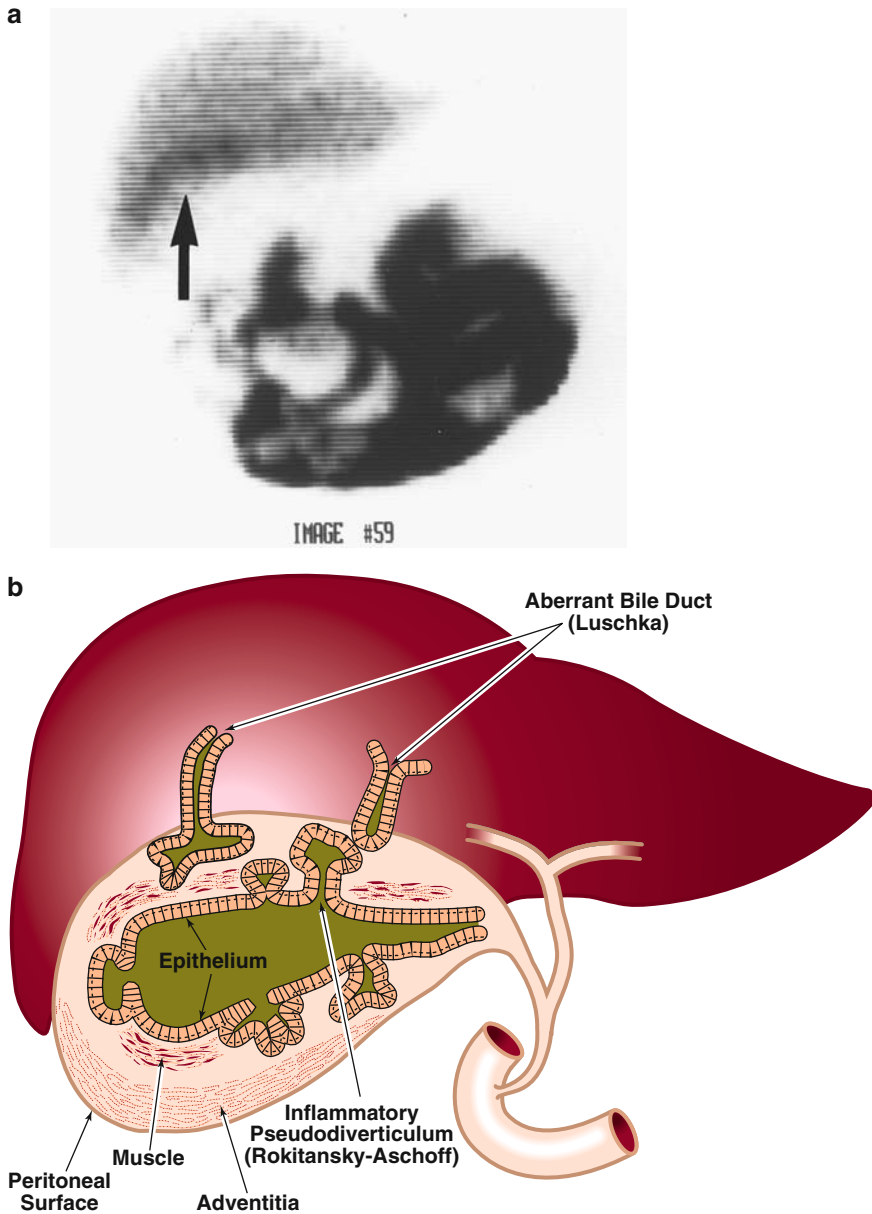 a
IMAGE #59
b
Aberrant Bile Duct
(Luschka)
Epithelium
Inflammatory
Pseudodiverticulum
(Rokitansky-Aschoff)
Muscle
Peritoneal
Surface
Adventitia